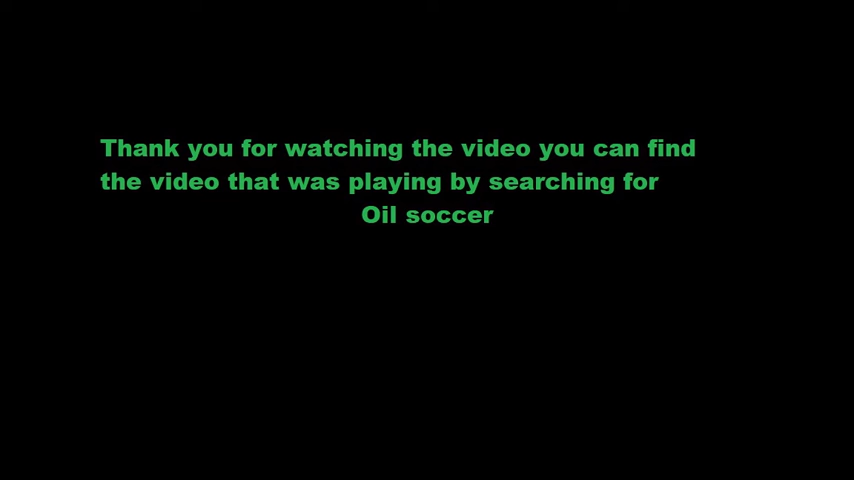 Thank you for watching the video you can find
the video that was playing by searching for
Oil soccer